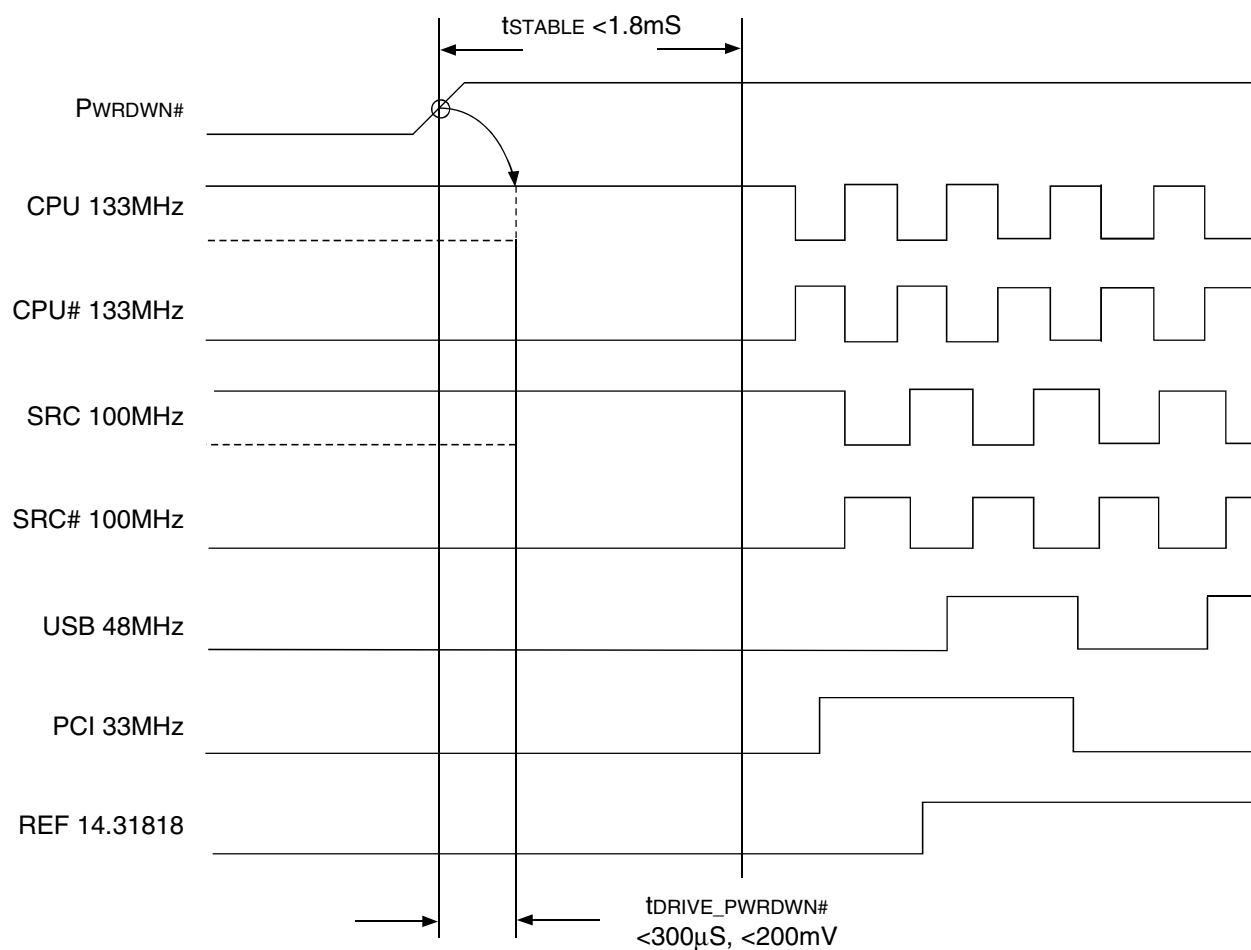 tSTABLE <1.8mS
PWRDWN#
CPU 133MHz
CPU# 133MHz
SRC 100MHz
SRC# 100MHz
USB 48MHz
PCI 33MHz
REF 14.31818
tDRIVE_PWRDWN#
<300μS, <200mV